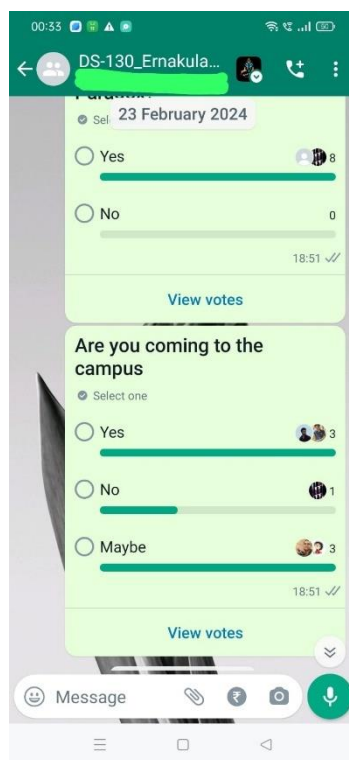 00:33
DS-130_Ernakula...
23 February 2024
Yes 8
No 0
18:51
View votes
Are you coming to the
campus
Select one
Yes 3
No 1
Maybe 3
18:51
View votes
Message